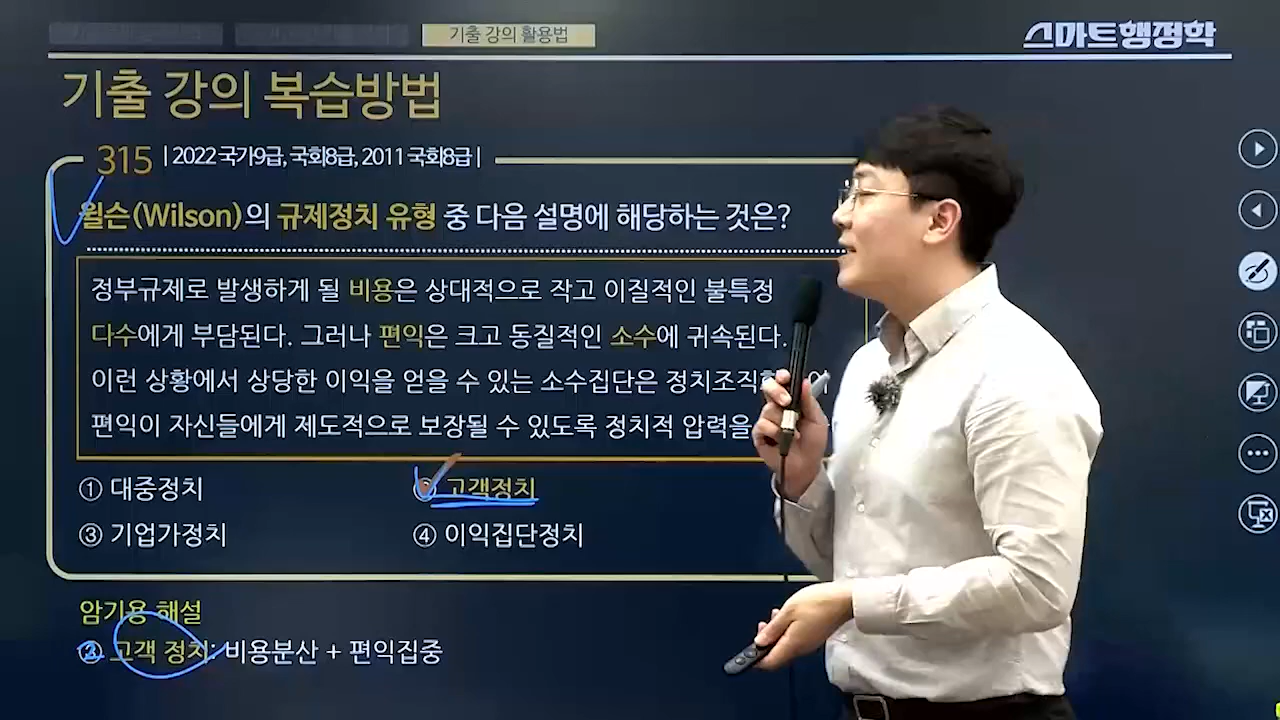 기출 강의 활용법
스마트행정학
기출 강의 복습방법
315 | 2022 국가9급, 국회8급, 2011 국회8급 |
윌슨(Wilson)의 규제정치 유형 중 다음 설명에 해당하는 것은?
정부규제로 발생하게 될 비용은 상대적으로 작고 이질적인 불특정
다수에게 부담된다. 그러나 편익은 크고 동질적인 소수에 귀속된다.
이런 상황에서 상당한 이익을 얻을 수 있는 소수집단은 정치조직
편익이 자신들에게 제도적으로 보장될 수 있도록 정치적 압력을
① 대중정치
② 고객정치
③ 기업가정치
④ 이익집단정치
암기용 해설
② 고객 정치: 비용분산 + 편익집중